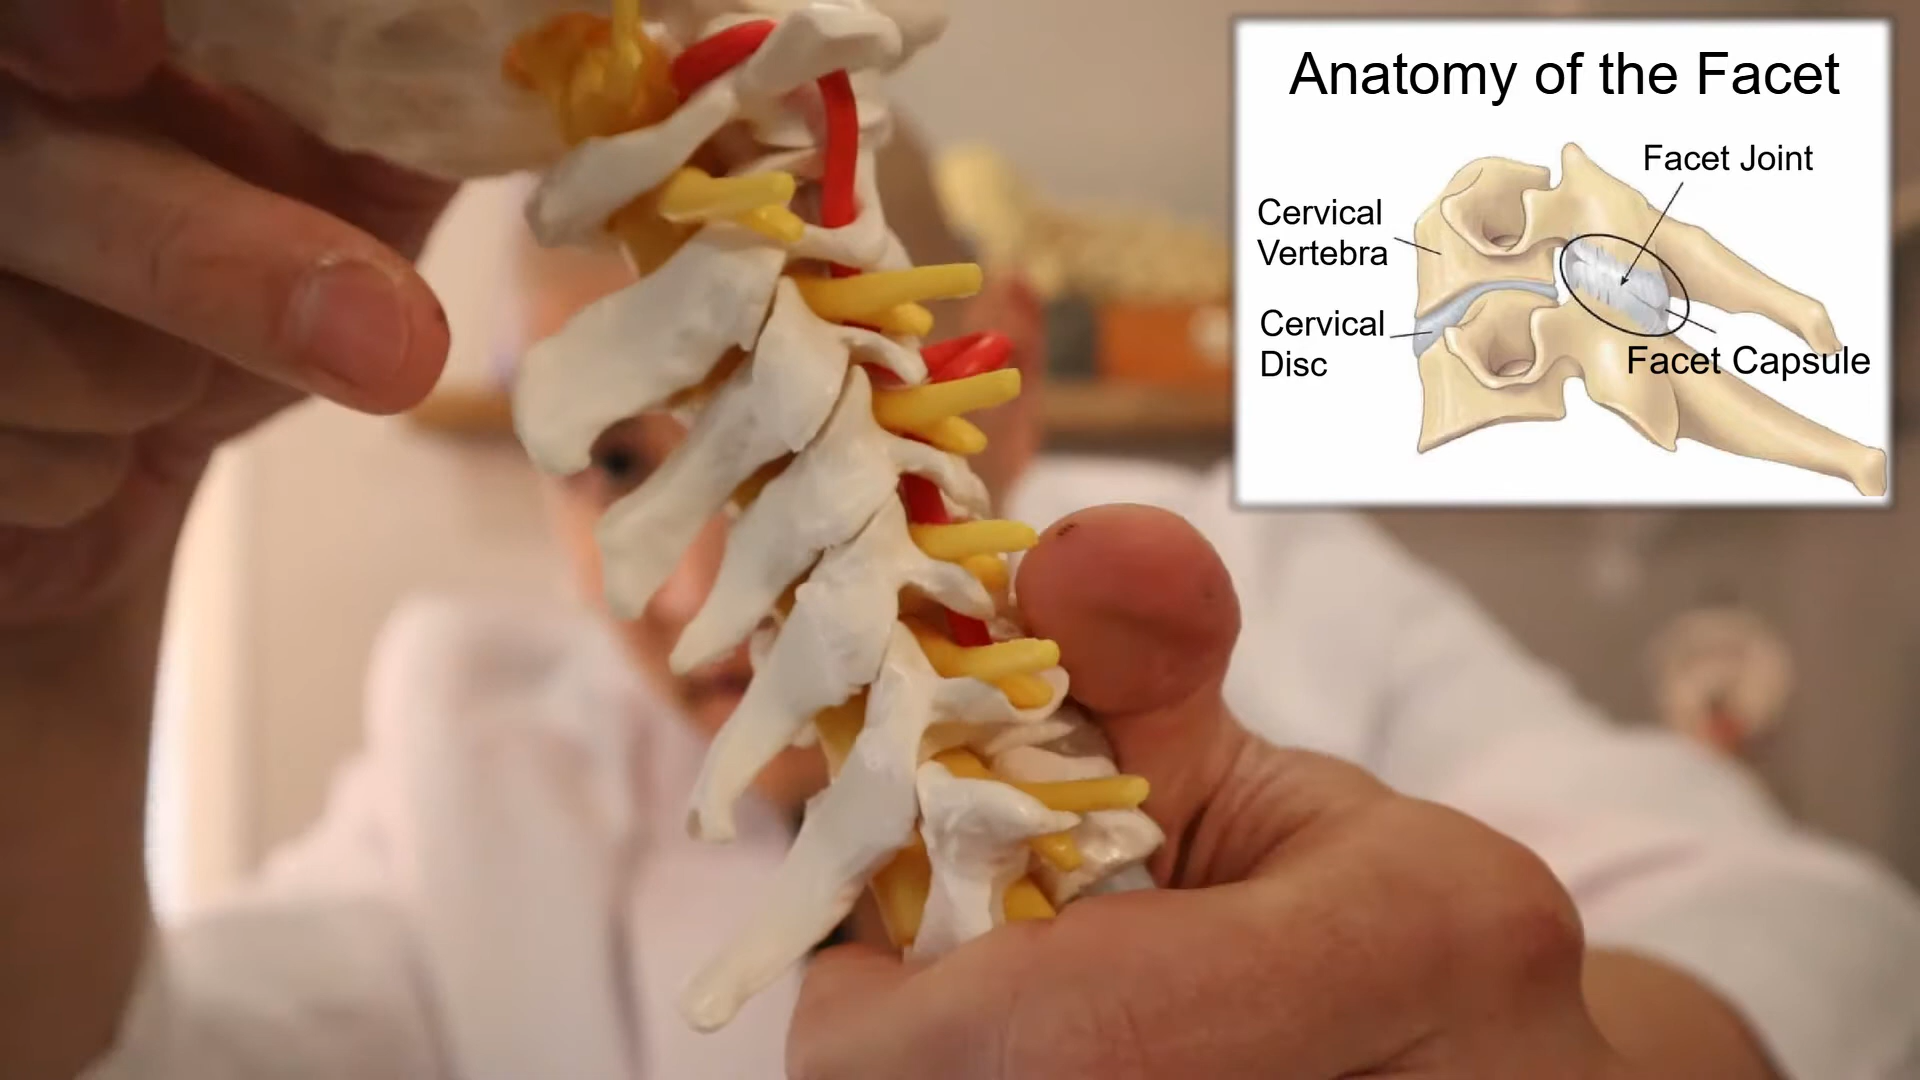 Anatomy of the Facet
Facet Joint
Cervical
Vertebra
Cervical
Disc
Facet Capsule